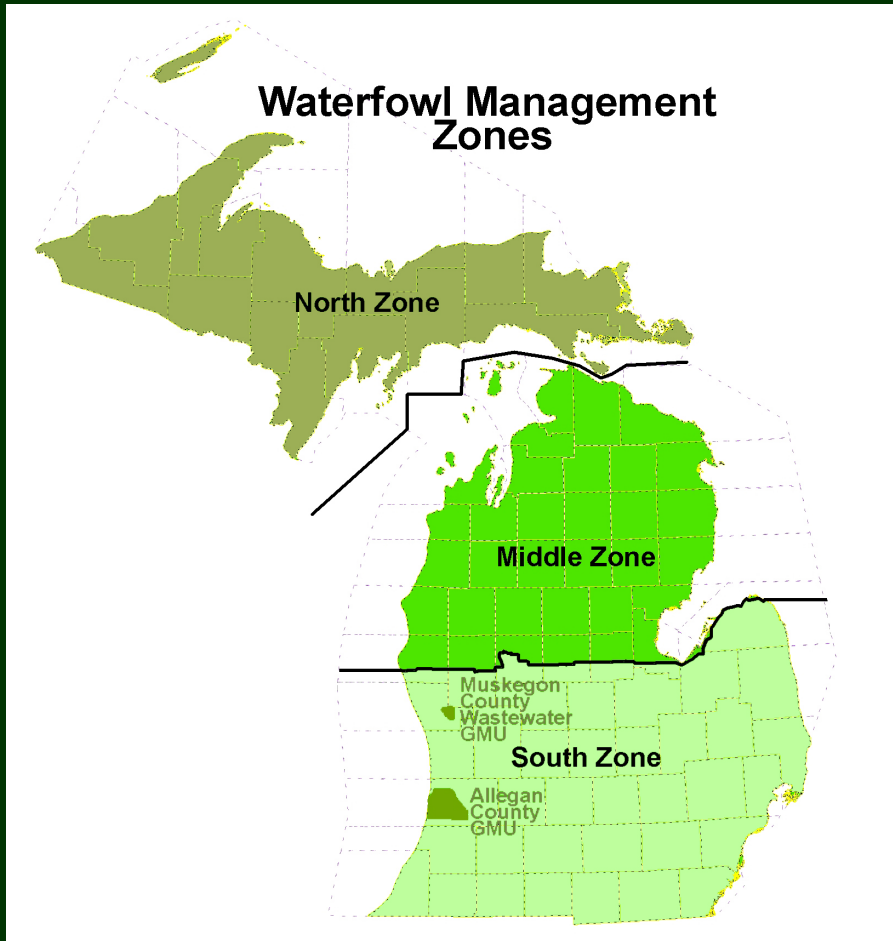 Waterfowl Management
Zones
North Zone
Middle Zone
Muskegon
County
Wastewater
GMU
South Zone
Allegan
County
GMU